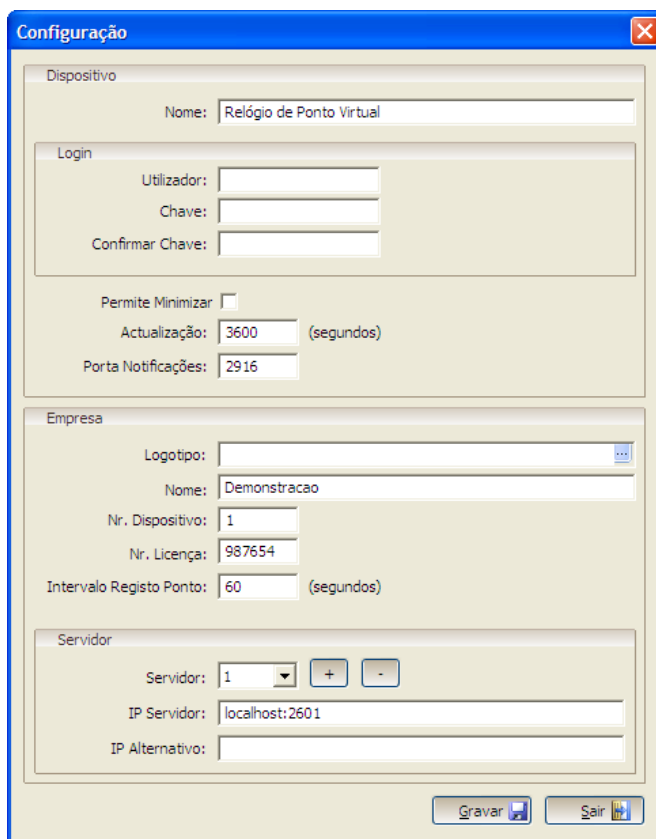 Configuração
Dispositivo
Nome: Relógio de Ponto Virtual
Login
Utilizador:
Chave:
Confirmar Chave:
Permite Minimizar
Actualização: 3600 (segundos)
Porta Notificações: 2916
Empresa
Logotipo: ...
Nome: Demonstracao
Nr. Dispositivo: 1
Nr. Licença: 987654
Intervalo Registo Ponto: 60 (segundos)
Servidor
Servidor: 1 + -
IP Servidor: localhost:2601
IP Alternativo:
Gravar Sair